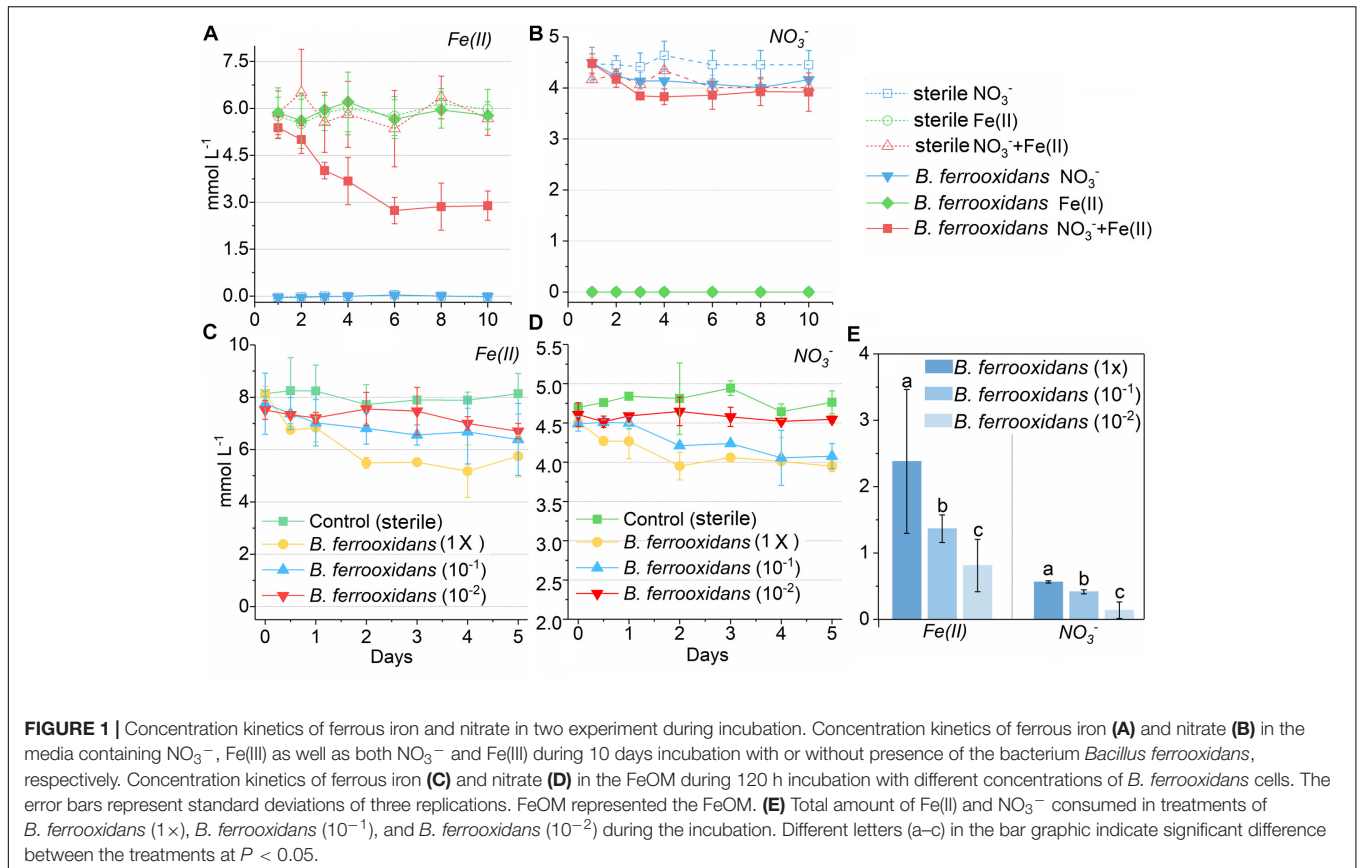 A
Fe(II)
mmol L⁻¹
7.5
6.0
4.5
3.0
1.5
0.0
0 2 4 6 8 10
B
NO₃⁻
5
4
3
2
1
0
0 2 4 6 8 10
sterile NO₃⁻
sterile Fe(II)
sterile NO₃⁻+Fe(II)
B. ferrooxidans NO₃⁻
B. ferrooxidans Fe(II)
B. ferrooxidans NO₃⁻+Fe(II)
C
Fe(II)
mmol L⁻¹
10
8
6
4
2
0
Control (sterile)
B. ferrooxidans (1 X )
B. ferrooxidans (10⁻¹)
B. ferrooxidans (10⁻²)
0 1 2 3 4 5
Days
D
NO₃⁻
5.5
5.0
4.5
4.0
3.5
3.0
2.5
2.0
Control (sterile)
B. ferrooxidans (1 X)
B. ferrooxidans (10⁻¹)
B. ferrooxidans (10⁻²)
0 1 2 3 4 5
Days
E
4
3
2
1
0
B. ferrooxidans (1x)
B. ferrooxidans (10⁻¹)
B. ferrooxidans (10⁻²)
a b c
a b c
Fe(II) NO₃⁻
FIGURE 1 | Concentration kinetics of ferrous iron and nitrate in two experiment during incubation. Concentration kinetics of ferrous iron (A) and nitrate (B) in the
media containing NO₃⁻, Fe(III) as well as both NO₃⁻ and Fe(III) during 10 days incubation with or without presence of the bacterium Bacillus ferrooxidans,
respectively. Concentration kinetics of ferrous iron (C) and nitrate (D) in the FeOM during 120 h incubation with different concentrations of B. ferrooxidans cells. The
error bars represent standard deviations of three replications. FeOM represented the FeOM. (E) Total amount of Fe(II) and NO₃⁻ consumed in treatments of
B. ferrooxidans (1×), B. ferrooxidans (10⁻¹), and B. ferrooxidans (10⁻²) during the incubation. Different letters (a–c) in the bar graphic indicate significant difference
between the treatments at P < 0.05.